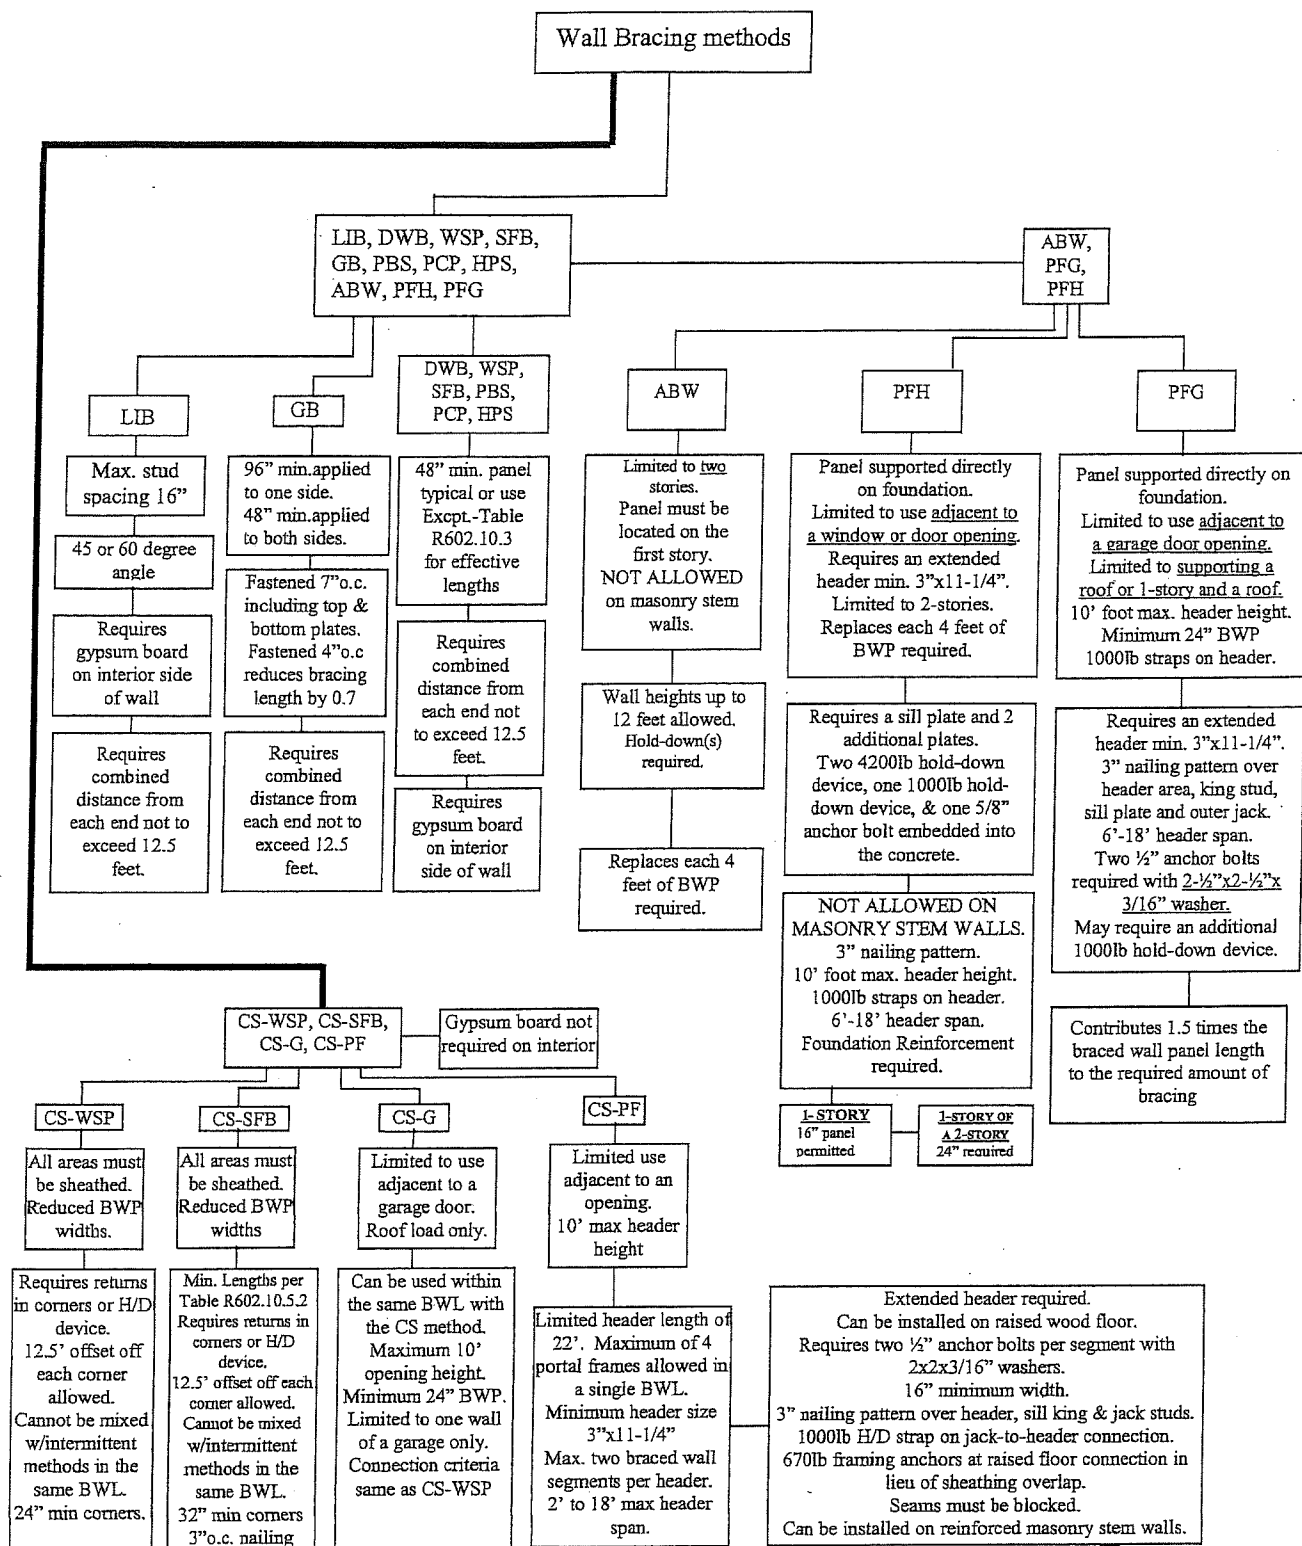 Wall Bracing methods
LIB, DWB, WSP, SFB,
GB, PBS, PCP, HPS,
ABW, PFH, PFG
ABW,
PFG,
PFH
LIB
Max. stud
spacing 16”
45 or 60 degree
angle
Requires
gypsum board
on interior side
of wall
Requires
combined
distance from
each end not to
exceed 12.5
feet.
GB
96” min.applied
to one side.
48” min.applied
to both sides.
Fastened 7”o.c.
including top &
bottom plates.
Fastened 4”o.c
reduces bracing
length by 0.7
Requires
combined
distance from
each end not to
exceed 12.5
feet.
DWB, WSP,
SFB, PBS,
PCP, HPS
48” min. panel
typical or use
Excpt.-Table
R602.10.3
for effective
lengths
Requires
combined
distance from
each end not
to exceed 12.5
feet.
Requires
gypsum board
on interior
side of wall
ABW
Limited to two
stories.
Panel must be
located on the
first story.
NOT ALLOWED
on masonry stem
walls.
Wall heights up to
12 feet allowed.
Hold-down(s)
required.
Replaces each 4
feet of BWP
required.
PFH
Panel supported directly
on foundation.
Limited to use adjacent to
a window or door opening.
Requires an extended
header min. 3”x11-1/4”.
Limited to 2-stories.
Replaces each 4 feet of
BWP required.
Requires a sill plate and 2
additional plates.
Two 4200lb hold-down
device, one 1000lb hold-
down device, & one 5/8”
anchor bolt embedded into
the concrete.
NOT ALLOWED ON
MASONRY STEM WALLS.
3” nailing pattern.
10’ foot max. header height.
1000lb straps on header.
6’-18’ header span.
Foundation Reinforcement
required.
1- STORY
16” panel
permitted
1-STORY OF
A 2-STORY
24” required
PFG
Panel supported directly on
foundation.
Limited to use adjacent to
a garage door opening.
Limited to supporting a
roof or 1-story and a roof.
10’ foot max. header height.
Minimum 24” BWP
1000lb straps on header.
Requires an extended
header min. 3”x11-1/4”.
3” nailing pattern over
header area, king stud,
sill plate and outer jack.
6’-18’ header span.
Two ½” anchor bolts
required with 2-½”x2-½”x
3/16” washer.
May require an additional
1000lb hold-down device.
Contributes 1.5 times the
braced wall panel length
to the required amount of
bracing
CS-WSP, CS-SFB,
CS-G, CS-PF
Gypsum board not
required on interior
CS-WSP
All areas must
be sheathed.
Reduced BWP
widths.
Requires returns
in corners or H/D
device.
12.5’ offset off
each corner
allowed.
Cannot be mixed
w/intermittent
methods in the
same BWL.
24” min corners.
CS-SFB
All areas must
be sheathed.
Reduced BWP
widths
Min. Lengths per
Table R602.10.5.2
Requires returns in
corners or H/D
device.
12.5’ offset off each
corner allowed.
Cannot be mixed
w/intermittent
methods in the
same BWL.
32” min corners
3”o.c. nailing
CS-G
Limited to use
adjacent to a
garage door.
Roof load only.
Can be used within
the same BWL with
the CS method.
Maximum 10’
opening height.
Minimum 24” BWP.
Limited to one wall
of a garage only.
Connection criteria
same as CS-WSP
CS-PF
Limited use
adjacent to an
opening.
10’ max header
height
Limited header length of
22’. Maximum of 4
portal frames allowed in
a single BWL.
Minimum header size
3”x11-1/4”
Max. two braced wall
segments per header.
2’ to 18’ max header
span.
Extended header required.
Can be installed on raised wood floor.
Requires two ½” anchor bolts per segment with
2x2x3/16” washers.
16” minimum width.
3” nailing pattern over header, sill king & jack studs.
1000lb H/D strap on jack-to-header connection.
670lb framing anchors at raised floor connection in
lieu of sheathing overlap.
Seams must be blocked.
Can be installed on reinforced masonry stem walls.